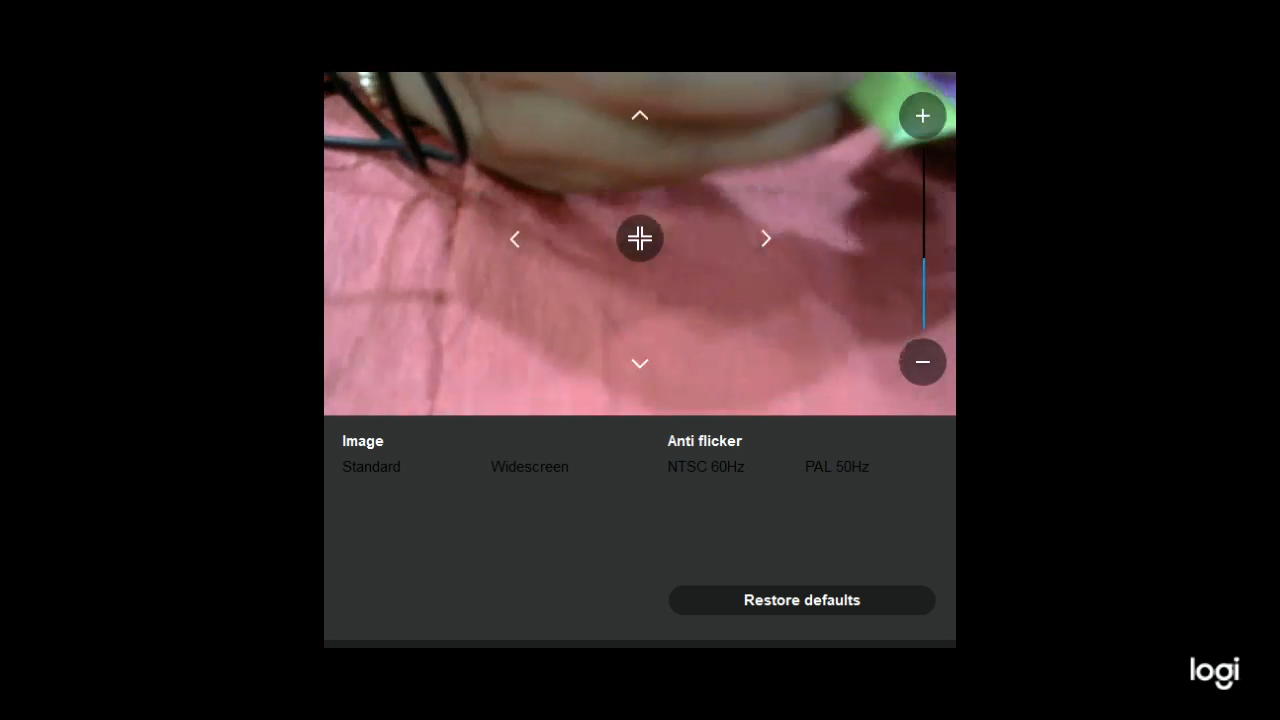 Image
Anti flicker
Standard
Widescreen
NTSC 60Hz
PAL 50Hz
Restore defaults
logi